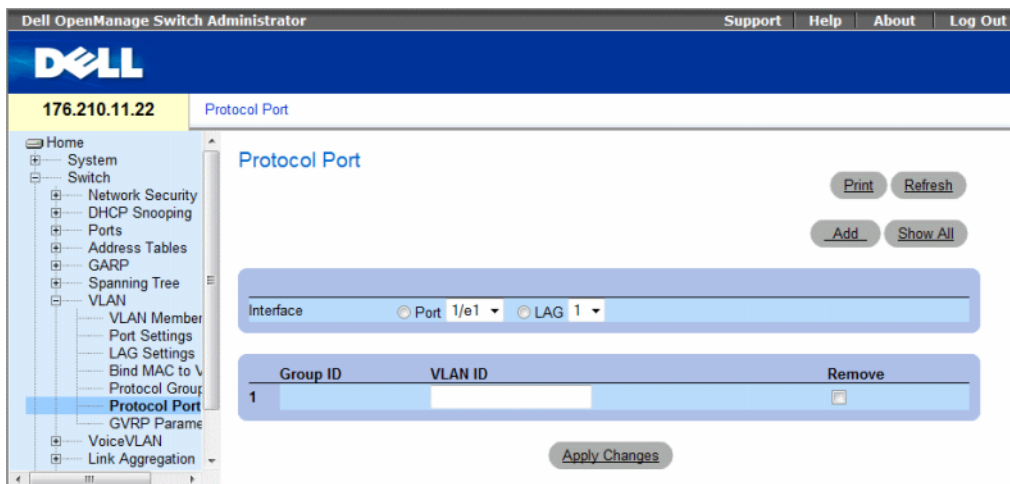 Dell OpenManage Switch Administrator Support Help About Log Out
DELL
176.210.11.22 Protocol Port
Home
System
Switch
Network Security
DHCP Snooping
Ports
Address Tables
GARP
Spanning Tree
VLAN
VLAN Member
Port Settings
LAG Settings
Bind MAC to V
Protocol Group
Protocol Port
GVRP Parame
VoiceVLAN
Link Aggregation
Protocol Port
Print Refresh
Add Show All
Interface Port 1/e1 LAG 1
Group ID VLAN ID Remove
1
Apply Changes